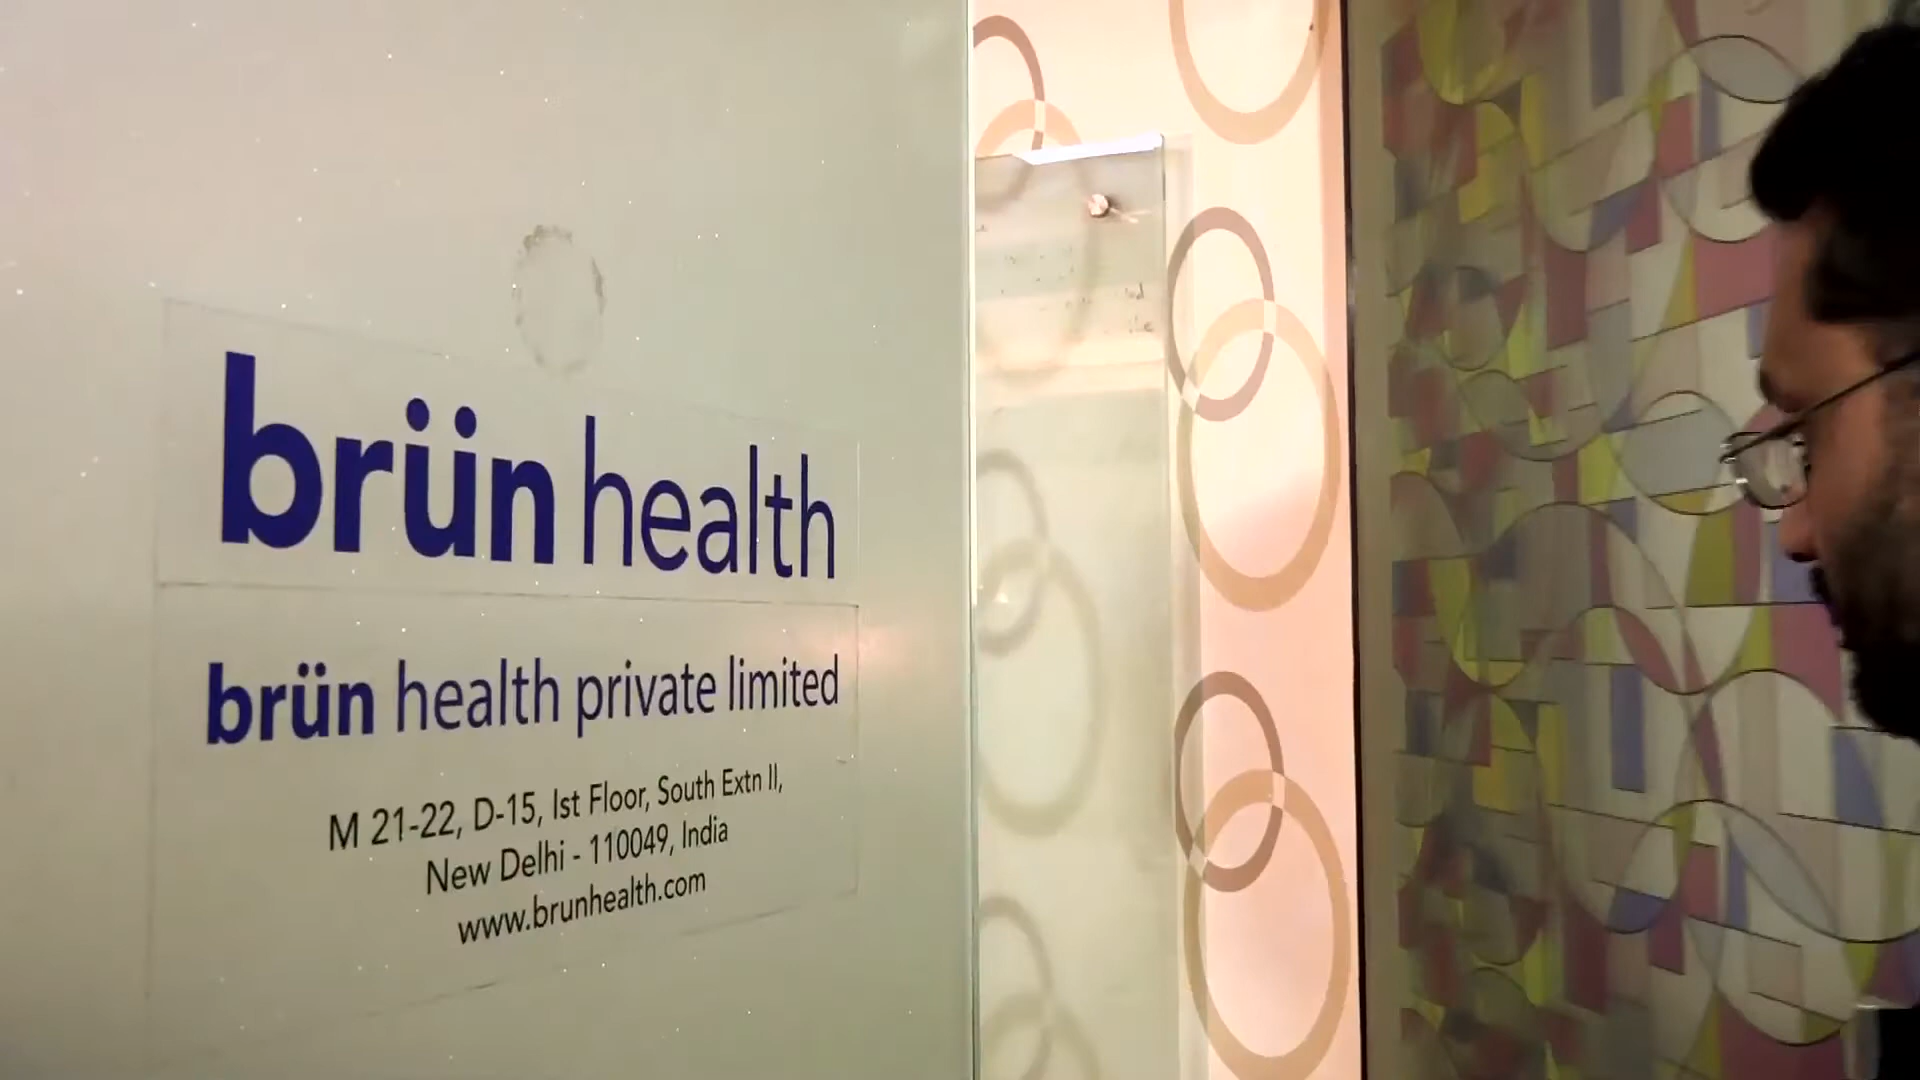 brün health
brün health private limited
M 21-22, D-15, Ist Floor, South Extn II,
New Delhi - 110049, India
www.brunhealth.com